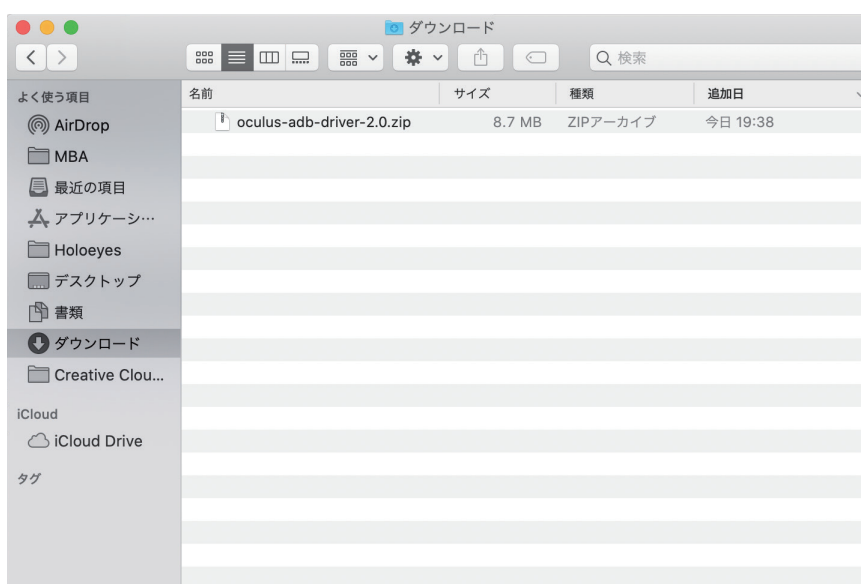 ダウンロード
検索
よく使う項目
AirDrop
MBA
最近の項目
アプリケーシ…
Holoeyes
デスクトップ
書類
ダウンロード
Creative Clou...
iCloud
iCloud Drive
タグ
名前 サイズ 種類 追加日
oculus-adb-driver-2.0.zip 8.7 MB ZIPアーカイブ 今日 19:38